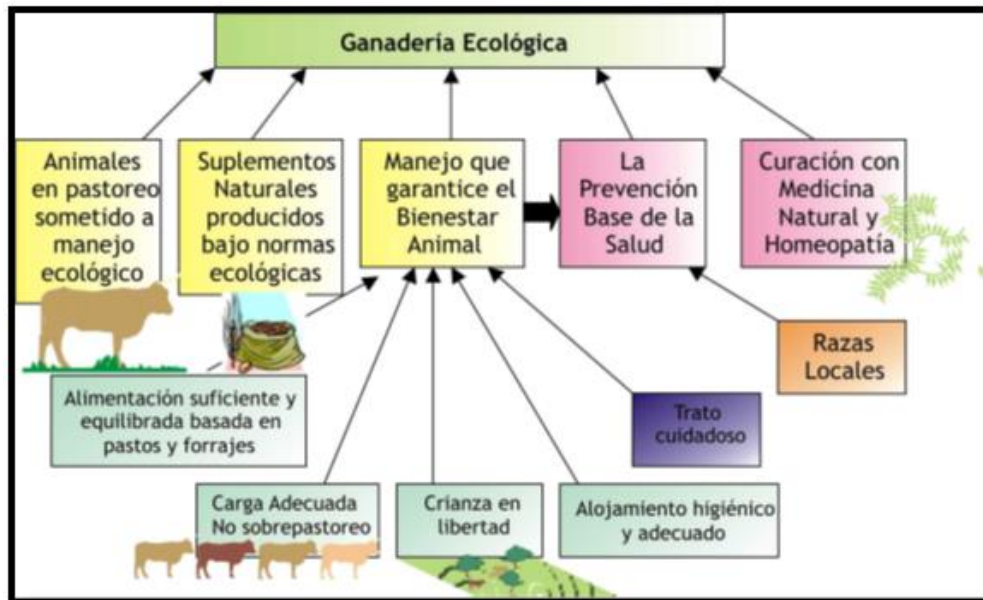 Ganadería Ecológica
Animales
en pastoreo
sometido a
manejo
ecológico
Suplementos
Naturales
producidos
bajo normas
ecológicas
Manejo que
garantice el
Bienestar
Animal
La
Prevención
Base de la
Salud
Curación con
Medicina
Natural y
Homeopatía
Razas
Locales
Alimentación suficiente y
equilibrada basada en
pastos y forrajes
Trato
cuidadoso
Carga Adecuada
No sobrepastoreo
Crianza en
libertad
Alojamiento higiénico
y adecuado